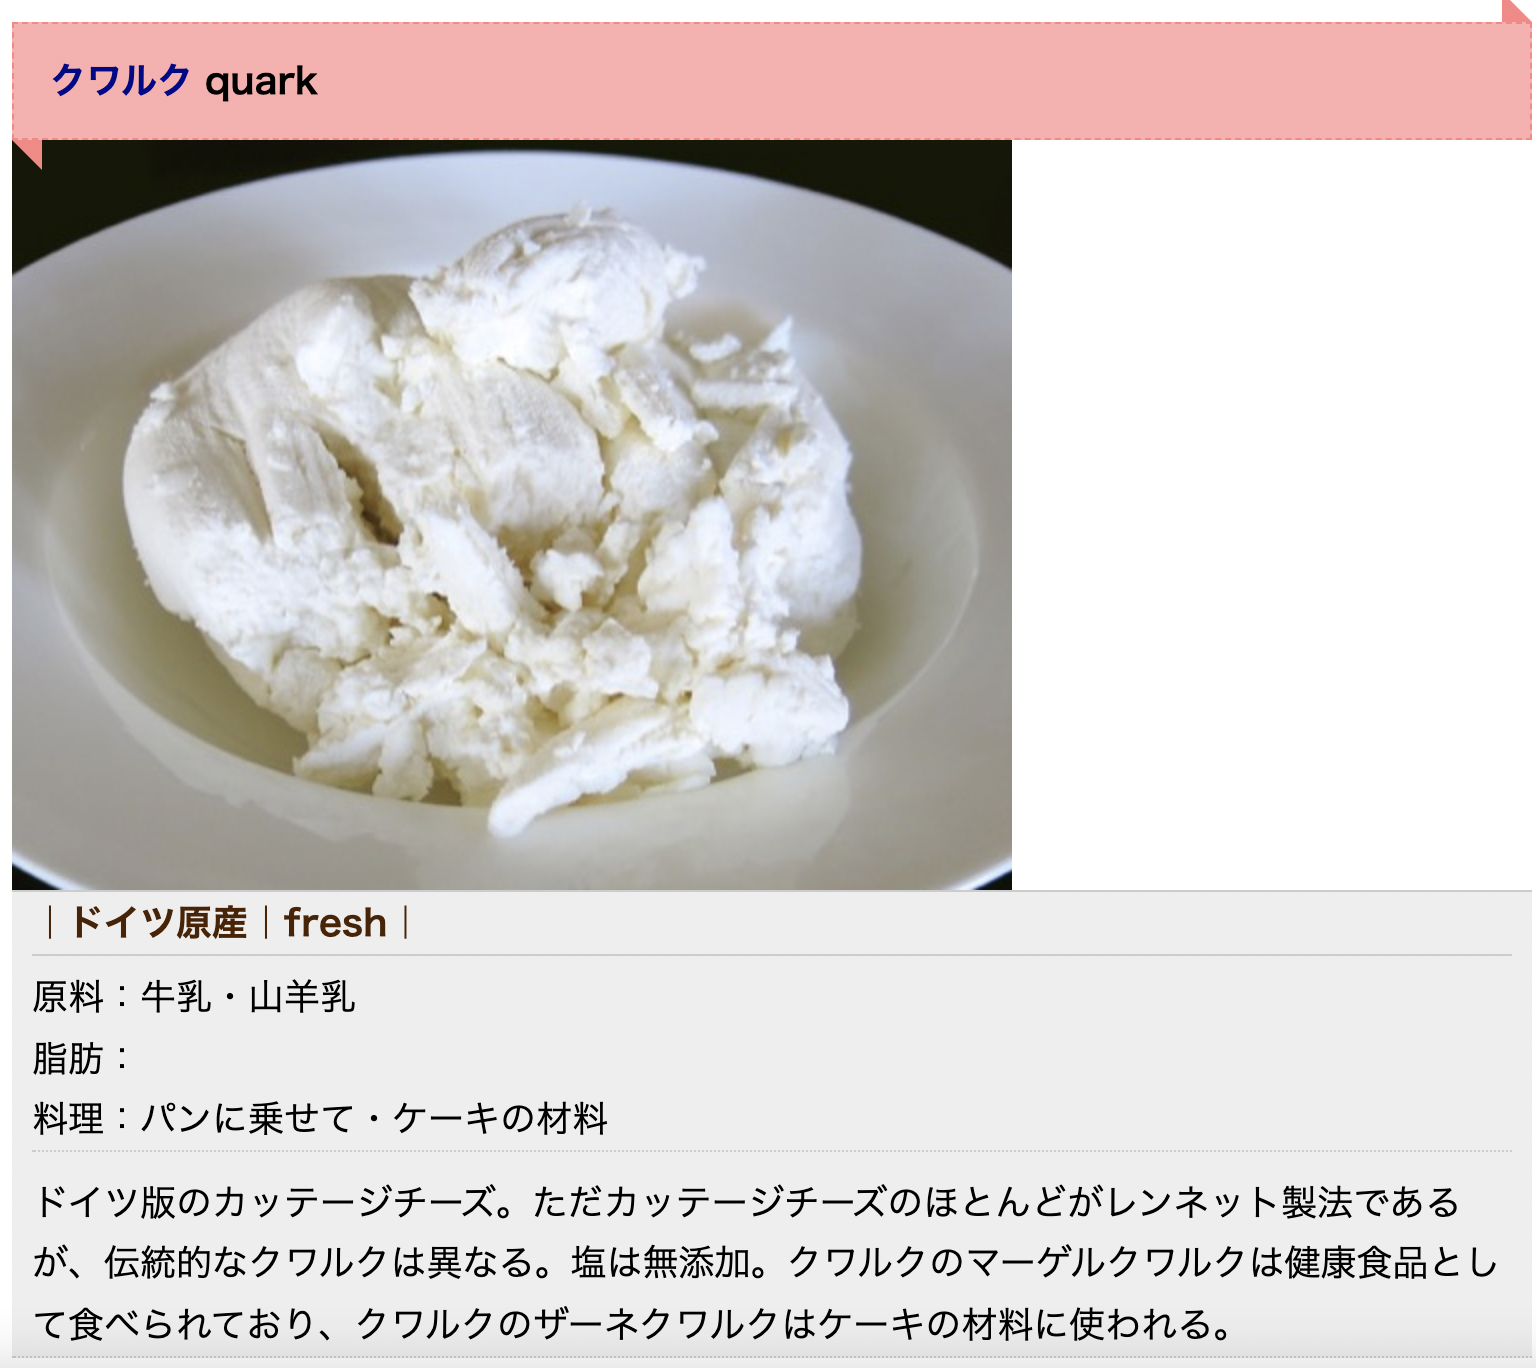 クワルク quark
｜ドイツ原産｜fresh｜
原料：牛乳・山羊乳
脂肪：
料理：パンに乗せて・ケーキの材料
ドイツ版のカッテージチーズ。ただカッテージチーズのほとんどがレンネット製法である
が、伝統的なクワルクは異なる。塩は無添加。クワルクのマーゲルクワルクは健康食品とし
て食べられており、クワルクのザーネクワルクはケーキの材料に使われる。